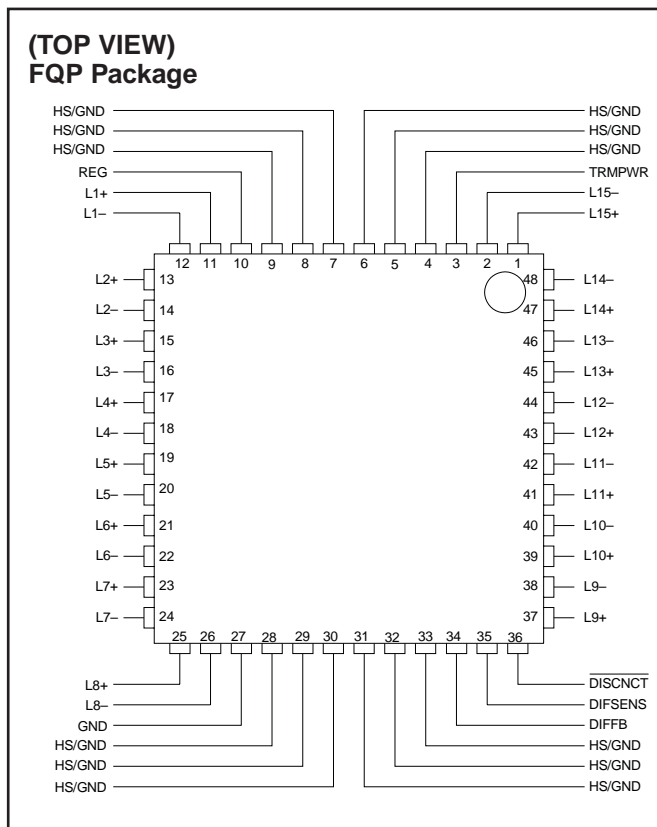 (TOP VIEW)
FQP Package
HS/GND
HS/GND
HS/GND
REG
L1+
L1–
HS/GND
HS/GND
HS/GND
TRMPWR
L15–
L15+
12 11 10 9 8 7 6 5 4 3 2 1
L2+ 13
L2– 14
L3+ 15
L3– 16
L4+ 17
L4– 18
L5+ 19
L5– 20
L6+ 21
L6– 22
L7+ 23
L7– 24
48 L14–
47 L14+
46 L13–
45 L13+
44 L12–
43 L12+
42 L11–
41 L11+
40 L10–
39 L10+
38 L9–
37 L9+
25 26 27 28 29 30 31 32 33 34 35 36
L8+
L8–
GND
HS/GND
HS/GND
HS/GND
DISCNCT
DIFSENS
DIFFB
HS/GND
HS/GND
HS/GND